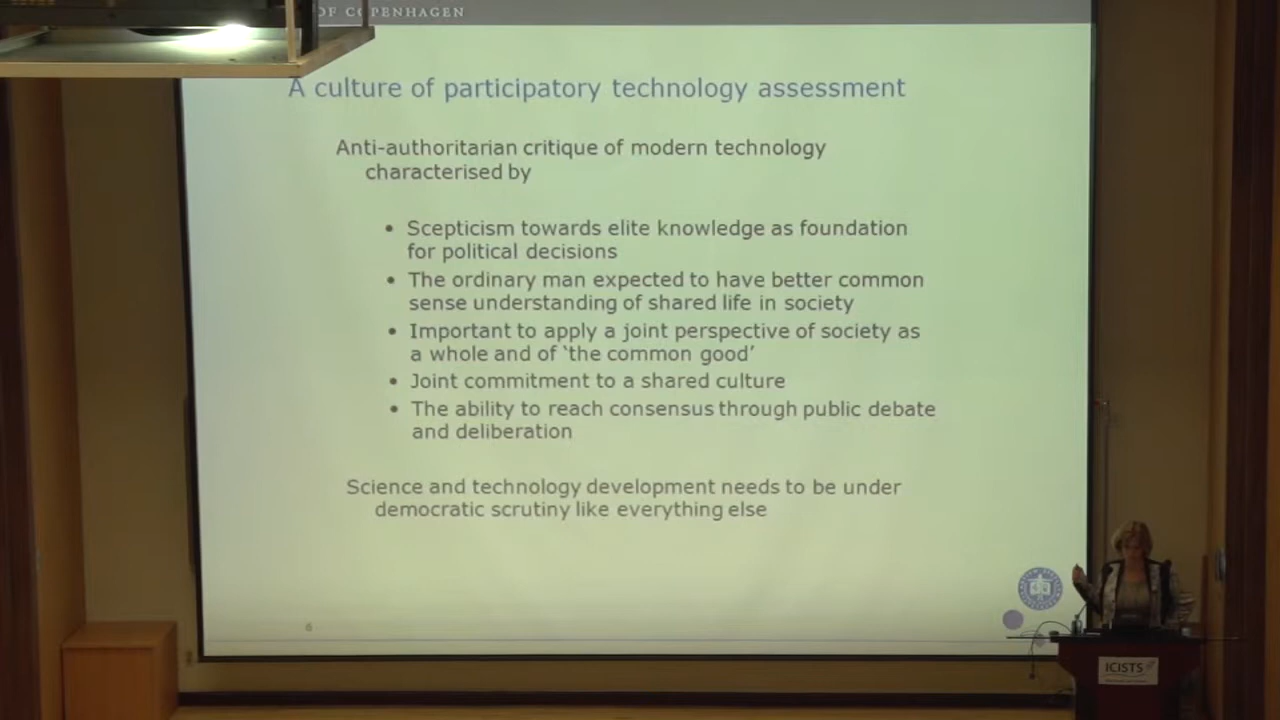 OF COPENHAGEN
A culture of participatory technology assessment
Anti-authoritarian critique of modern technology
characterised by
• Scepticism towards elite knowledge as foundation
for political decisions
• The ordinary man expected to have better common
sense understanding of shared life in society
• Important to apply a joint perspective of society as
a whole and of ‘the common good’
• Joint commitment to a shared culture
• The ability to reach consensus through public debate
and deliberation
Science and technology development needs to be under
democratic scrutiny like everything else
6
ICISTS